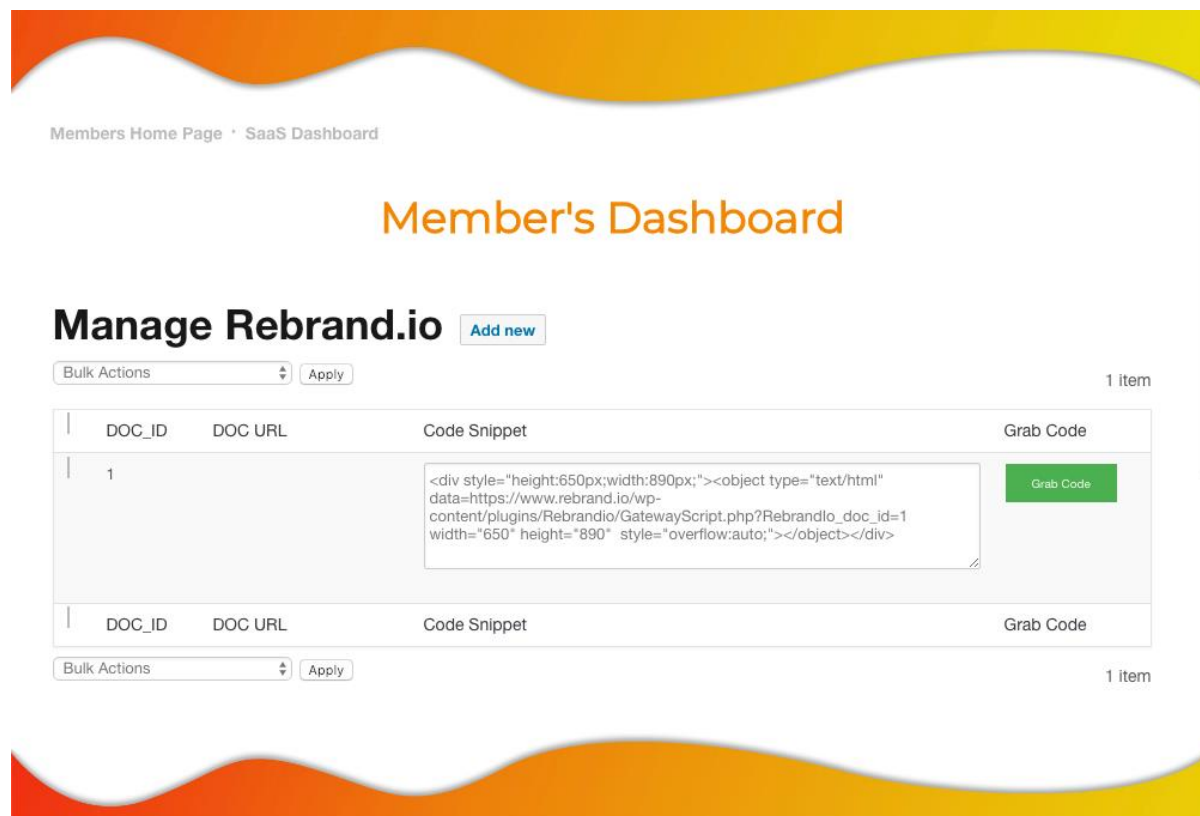 Members Home Page · SaaS Dashboard
Member's Dashboard
Manage Rebrand.io Add new
Bulk Actions Apply
1 item
DOC_ID DOC URL Code Snippet Grab Code
1
<div style="height:650px;width:890px;"><object type="text/html"
data=https://www.rebrand.io/wp-
content/plugins/Rebrandio/GatewayScript.php?RebrandIo_doc_id=1
width="650" height="890" style="overflow:auto;"></object></div>
Grab Code
DOC_ID DOC URL Code Snippet Grab Code
Bulk Actions Apply
1 item